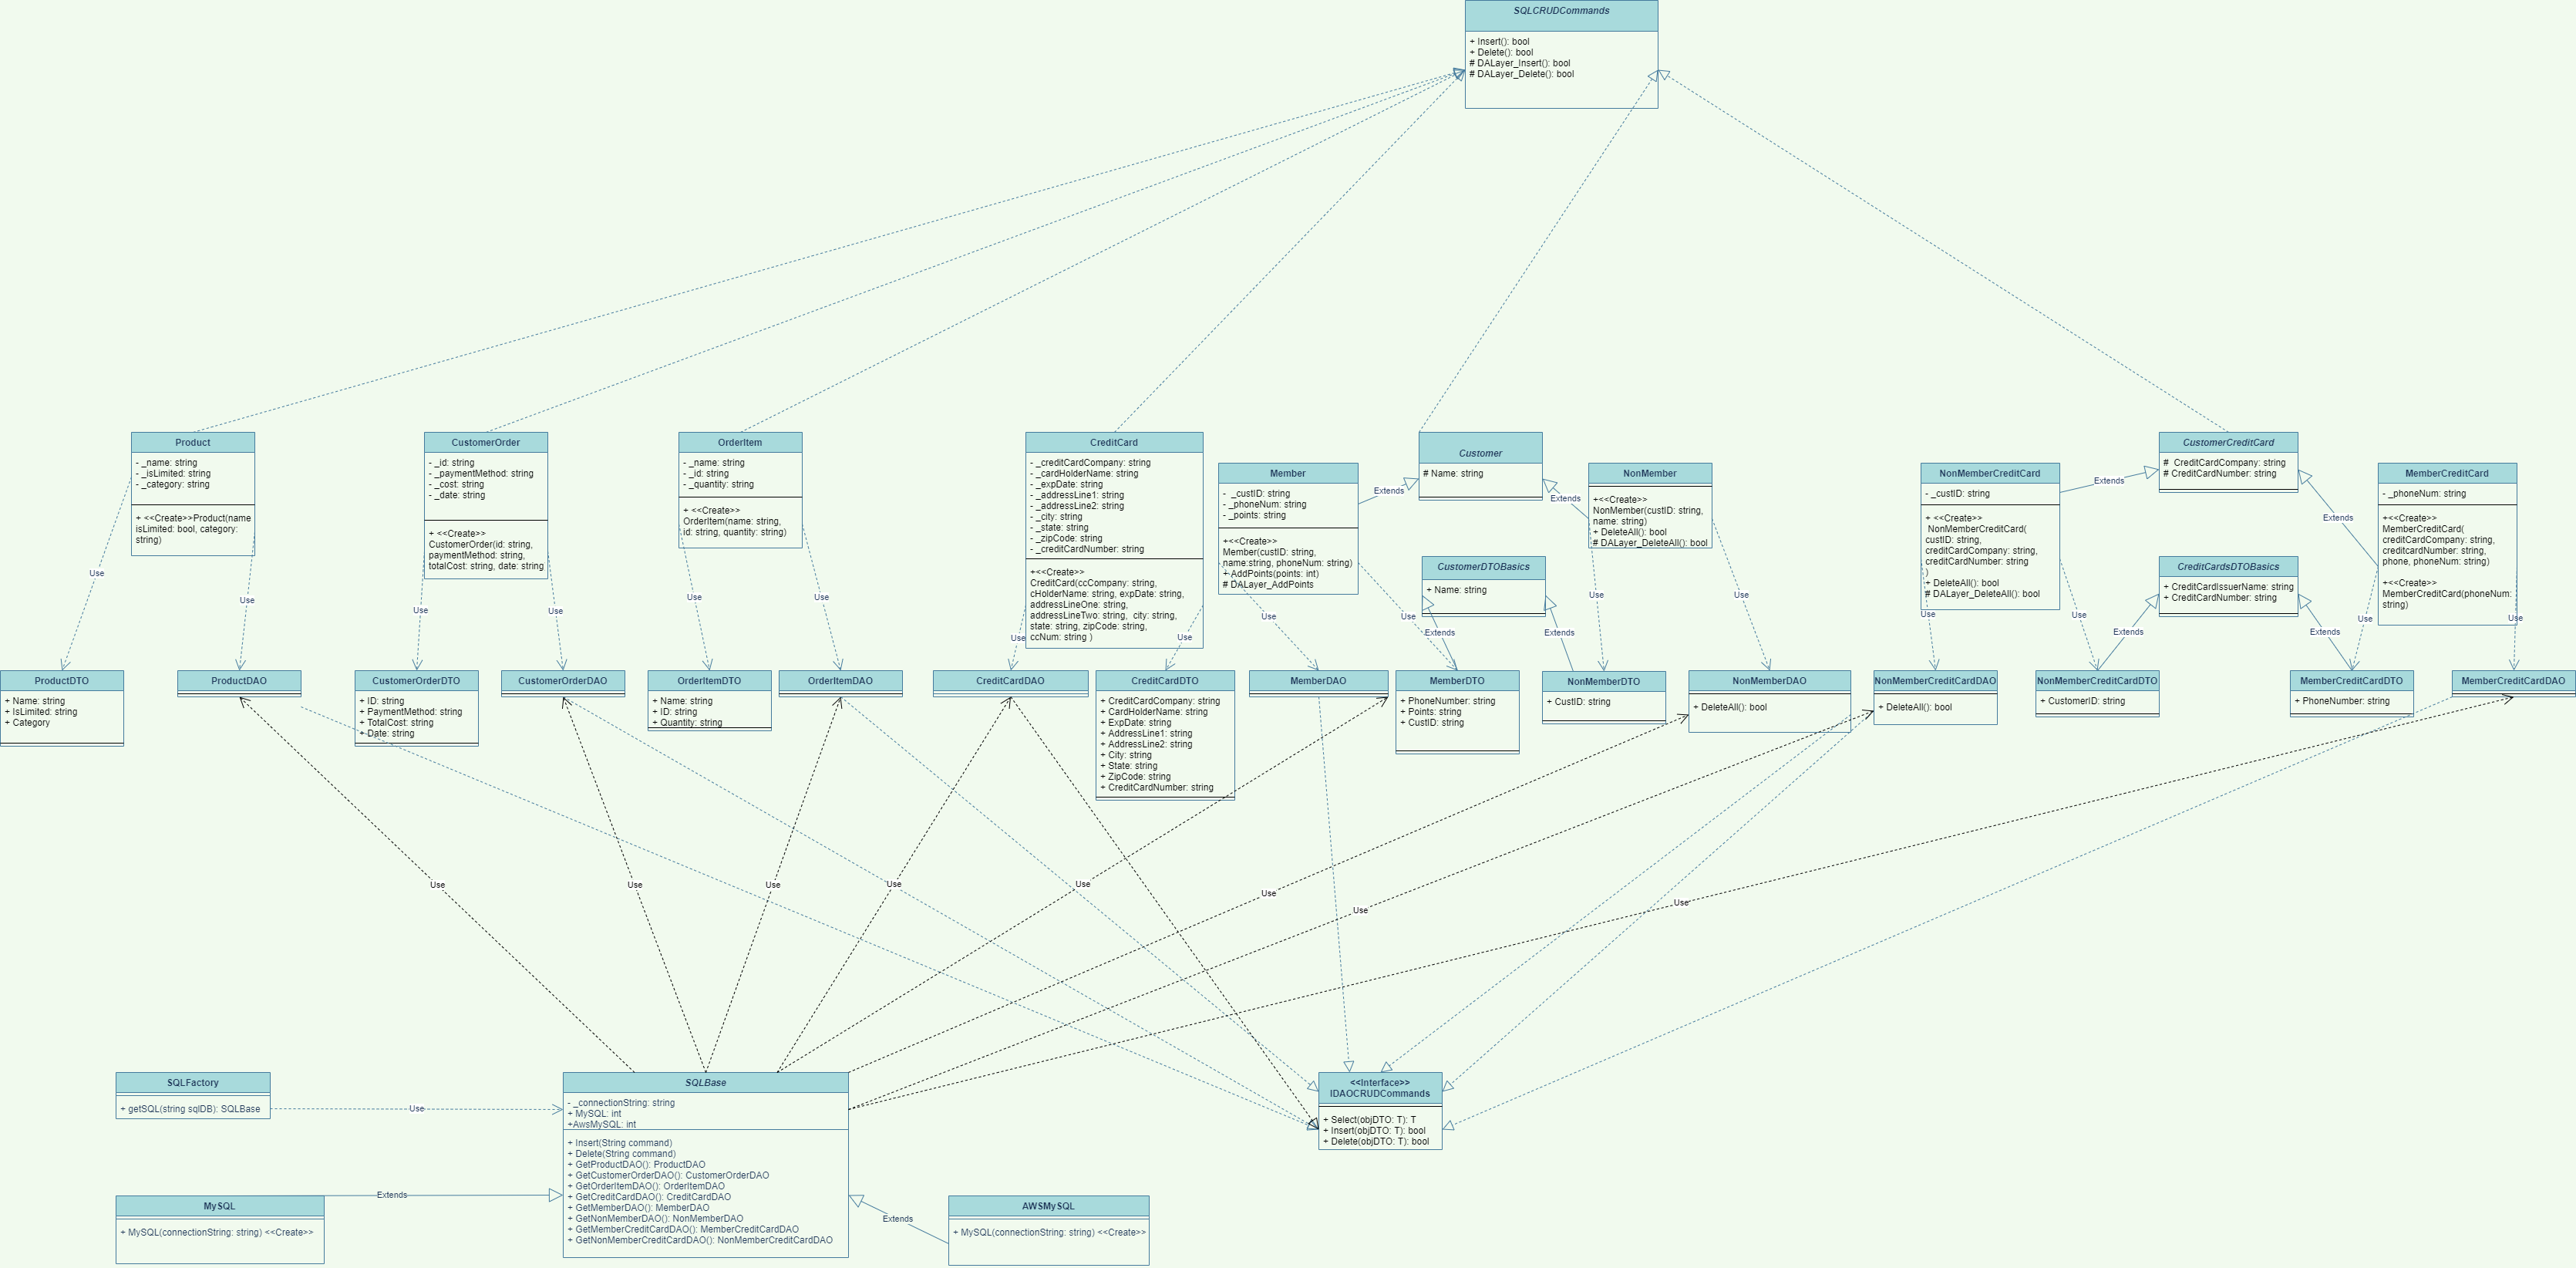 SQLCRUDCommands
+ Insert(): bool
+ Delete(): bool
# DALayer_Insert(): bool
# DALayer_Delete(): bool
Product
- _name: string
- _isLimited: string
- _category: string
+ <<Create>>Product(name
isLimited: bool, category:
string)
CustomerOrder
- _id: string
- _paymentMethod: string
- _cost: string
- _date: string
+ <<Create>>
CustomerOrder(id: string,
paymentMethod: string,
totalCost: string, date: string
OrderItem
- _name: string
- _id: string
- _quantity: string
+ <<Create>>
OrderItem(name: string,
id: string, quantity: string)
CreditCard
- _creditCardCompany: string
- _cardHolderName: string
- _expDate: string
- _addressLine1: string
- _addressLine2: string
- _city: string
- _state: string
- _zipCode: string
- _creditCardNumber: string
+<<Create>>
CreditCard(ccCompany: string,
cHolderName: string, expDate: string,
addressLineOne: string,
addressLineTwo: string,  city: string,
state: string, zipCode: string,
ccNum: string )
Member
-  _custID: string
- _phoneNum: string
- _points: string
+<<Create>>
Member(custID: string,
name:string, phoneNum: string)
+ AddPoints(points: int)
# DALayer_AddPoints
Extends
Customer
# Name: string
Extends
NonMember
+<<Create>>
NonMember(custID: string,
name: string)
+ DeleteAll(): bool
# DALayer_DeleteAll(): bool
CustomerDTOBasics
+ Name: string
NonMemberCreditCard
- _custID: string
+ <<Create>>
NonMemberCreditCard(
custID: string,
creditCardCompany: string,
creditCardNumber: string
)
+ DeleteAll(): bool
# DALayer_DeleteAll(): bool
Extends
CustomerCreditCard
#  CreditCardCompany: string
# CreditCardNumber: string
Extends
MemberCreditCard
- _phoneNum: string
+<<Create>>
MemberCreditCard(
creditCardCompany: string,
creditcardNumber: string,
phone, phoneNum: string)
+<<Create>>
MemberCreditCard(phoneNum:
string)
CreditCardsDTOBasics
+ CreditCardIssuerName: string
+ CreditCardNumber: string
Use
Use
Use
Use
Use
Use
Use
Use
Use
Use
Extends
Extends
Use
Use
Use
Use
Extends
Extends
Use
Use
ProductDTO
+ Name: string
+ IsLimited: string
+ Category
ProductDAO
CustomerOrderDTO
+ ID: string
+ PaymentMethod: string
+ TotalCost: string
+ Date: string
CustomerOrderDAO
OrderItemDTO
+ Name: string
+ ID: string
+ Quantity: string
OrderItemDAO
CreditCardDAO
CreditCardDTO
+ CreditCardCompany: string
+ CardHolderName: string
+ ExpDate: string
+ AddressLine1: string
+ AddressLine2: string
+ City: string
+ State: string
+ ZipCode: string
+ CreditCardNumber: string
MemberDAO
MemberDTO
+ PhoneNumber: string
+ Points: string
+ CustID: string
NonMemberDTO
+ CustID: string
NonMemberDAO
+ DeleteAll(): bool
NonMemberCreditCardDAO
+ DeleteAll(): bool
NonMemberCreditCardDTO
+ CustomerID: string
MemberCreditCardDTO
+ PhoneNumber: string
MemberCreditCardDAO
Use
Use
Use
Use
Use
Use
Use
Use
SQLFactory
+ getSQL(string sqlDB): SQLBase
Use
SQLBase
- _connectionString: string
+ MySQL: int
+AwsMySQL: int
+ Insert(String command)
+ Delete(String command)
+ GetProductDAO(): ProductDAO
+ GetCustomerOrderDAO(): CustomerOrderDAO
+ GetOrderItemDAO(): OrderItemDAO
+ GetCreditCardDAO(): CreditCardDAO
+ GetMemberDAO(): MemberDAO
+ GetNonMemberDAO(): NonMemberDAO
+ GetMemberCreditCardDAO(): MemberCreditCardDAO
+ GetNonMemberCreditCardDAO(): NonMemberCreditCardDAO
<<Interface>>
IDAOCRUDCommands
+ Select(objDTO: T): T
+ Insert(objDTO: T): bool
+ Delete(objDTO: T): bool
MySQL
+ MySQL(connectionString: string) <<Create>>
Extends
Extends
AWSMySQL
+ MySQL(connectionString: string) <<Create>>